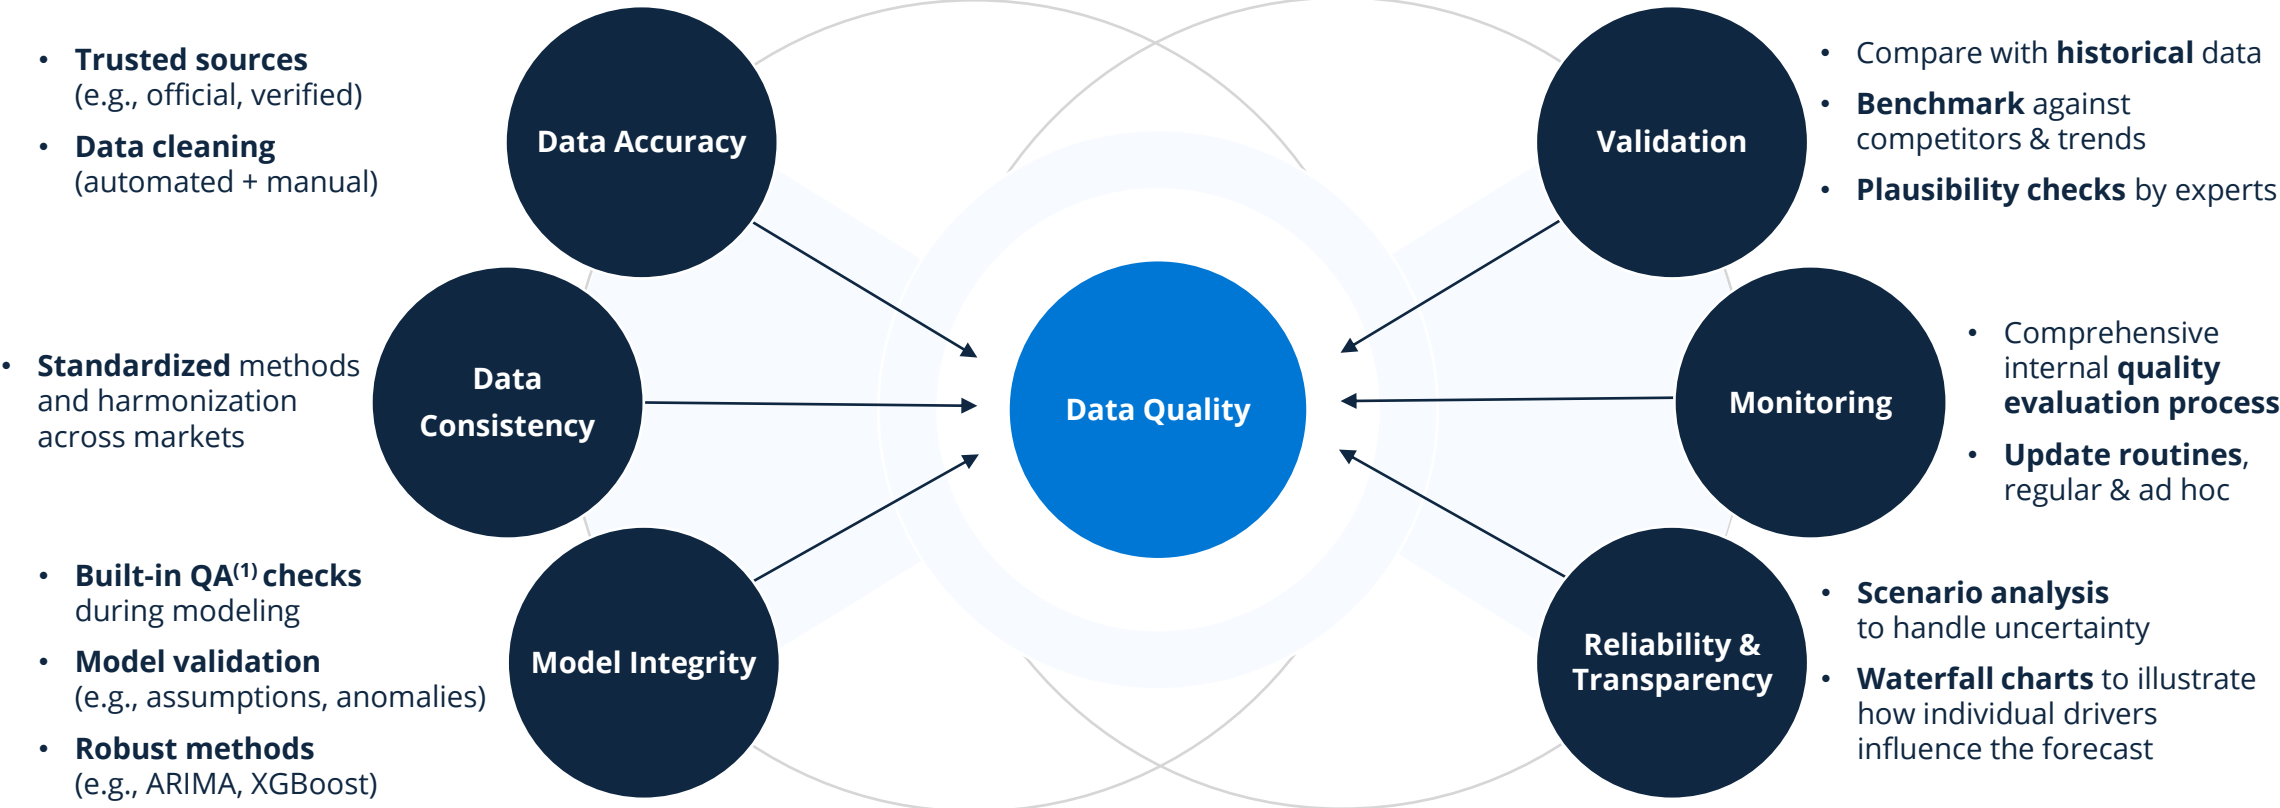 • Trusted sources
(e.g., official, verified)
• Data cleaning
(automated + manual)
Data Accuracy
• Standardized methods
and harmonization
across markets
Data
Consistency
• Built-in QA(1) checks
during modeling
• Model validation
(e.g., assumptions, anomalies)
• Robust methods
(e.g., ARIMA, XGBoost)
Model Integrity
Data Quality
Validation
• Compare with historical data
• Benchmark against
competitors & trends
• Plausibility checks by experts
Monitoring
• Comprehensive
internal quality
evaluation process
• Update routines,
regular & ad hoc
Reliability &
Transparency
• Scenario analysis
to handle uncertainty
• Waterfall charts to illustrate
how individual drivers
influence the forecast